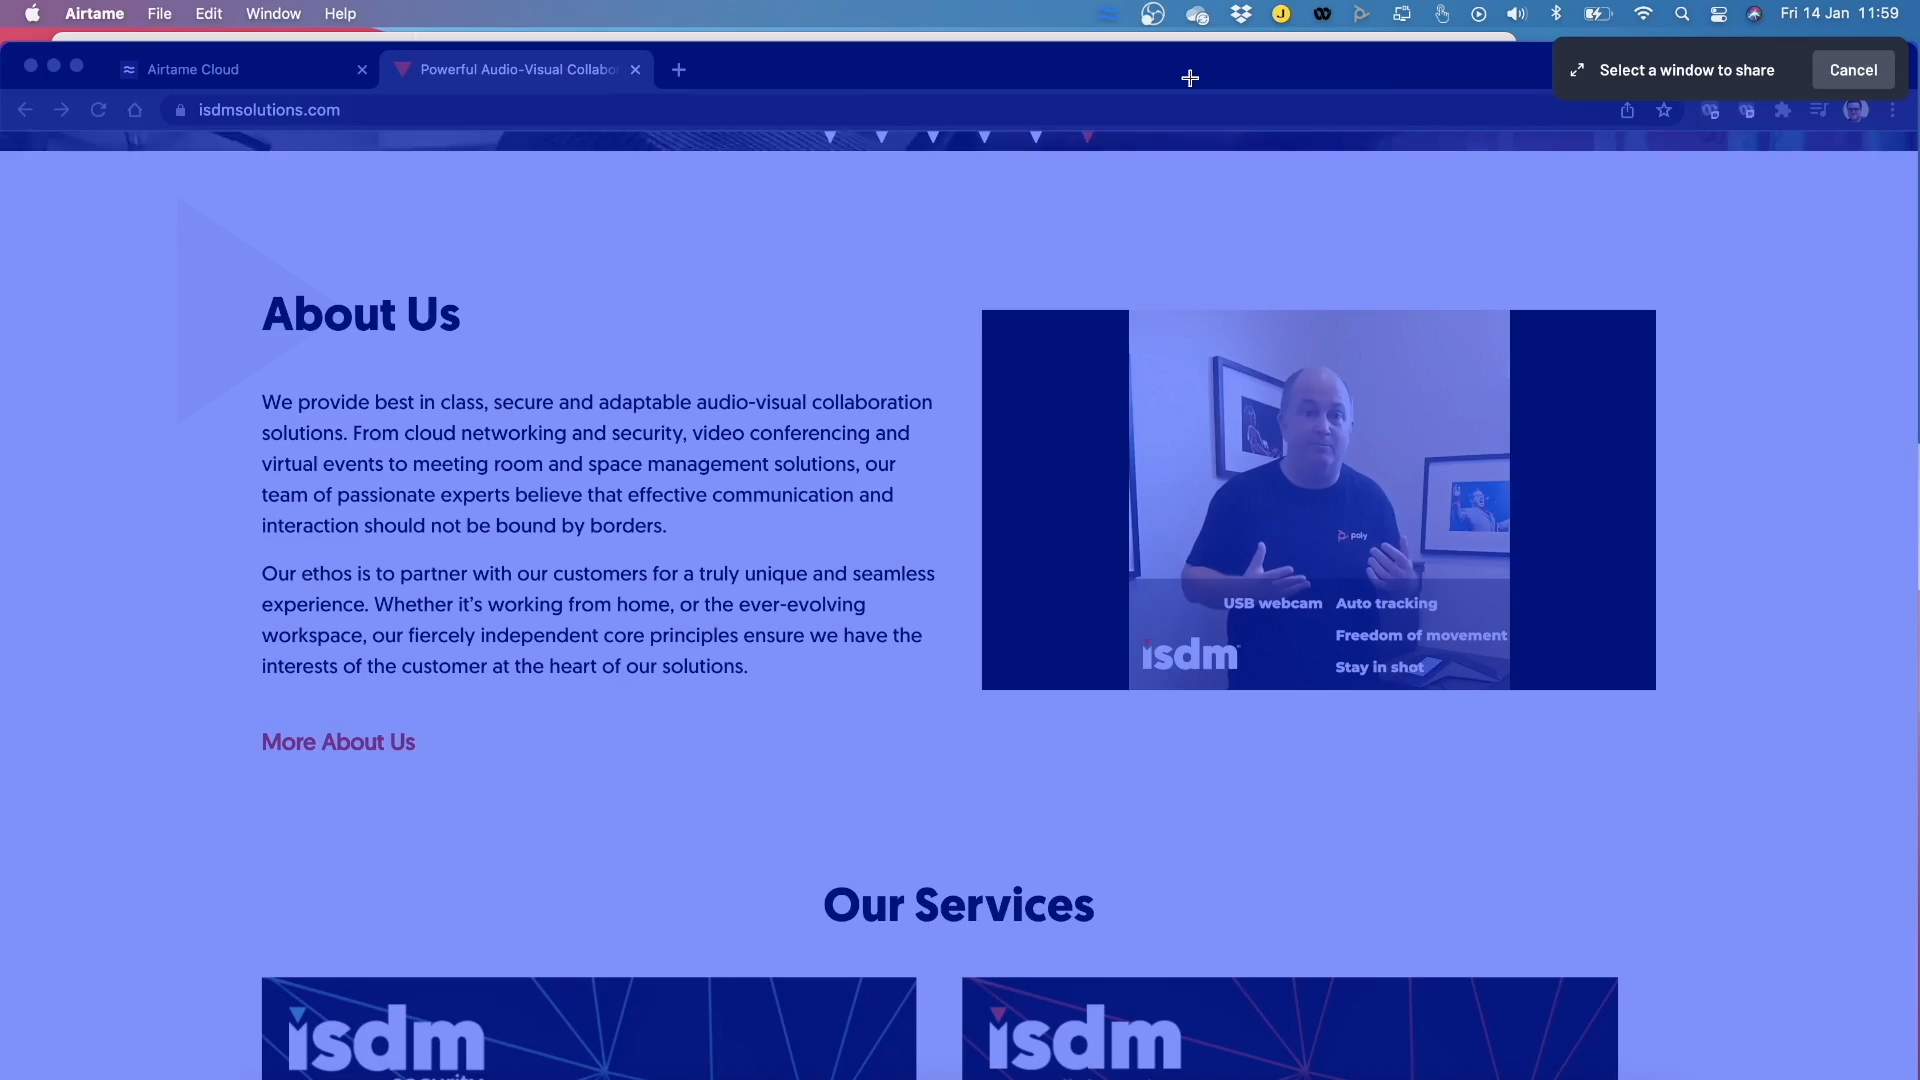 Airtame File Edit Window Help
Fri 14 Jan 11:59
Airtame Cloud
Powerful Audio-Visual Collabor
Select a window to share
Cancel
isdmsolutions.com
About Us
We provide best in class, secure and adaptable audio-visual collaboration
solutions. From cloud networking and security, video conferencing and
virtual events to meeting room and space management solutions, our
team of passionate experts believe that effective communication and
interaction should not be bound by borders.
Our ethos is to partner with our customers for a truly unique and seamless
experience. Whether it's working from home, or the ever-evolving
workspace, our fiercely independent core principles ensure we have the
interests of the customer at the heart of our solutions.
More About Us
poly
USB webcam Auto tracking
Freedom of movement
Stay in shot
isdm
Our Services
isdm
isdm